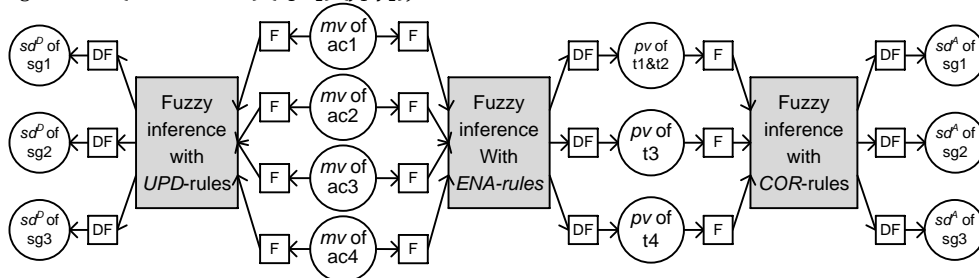 sdᴰ of
sg1
sdᴰ of
sg2
sdᴰ of
sg3
DF
DF
DF
Fuzzy
inference
with
UPD-rules
F
F
F
F
mv of
ac1
mv of
ac2
mv of
ac3
mv of
ac4
F
F
F
F
Fuzzy
inference
With
ENA-rules
DF
DF
DF
pv of
t1&t2
pv of
t3
pv of
t4
F
F
F
Fuzzy
inference
with
COR-rules
DF
DF
DF
sdᴬ of
sg1
sdᴬ of
sg2
sdᴬ of
sg3